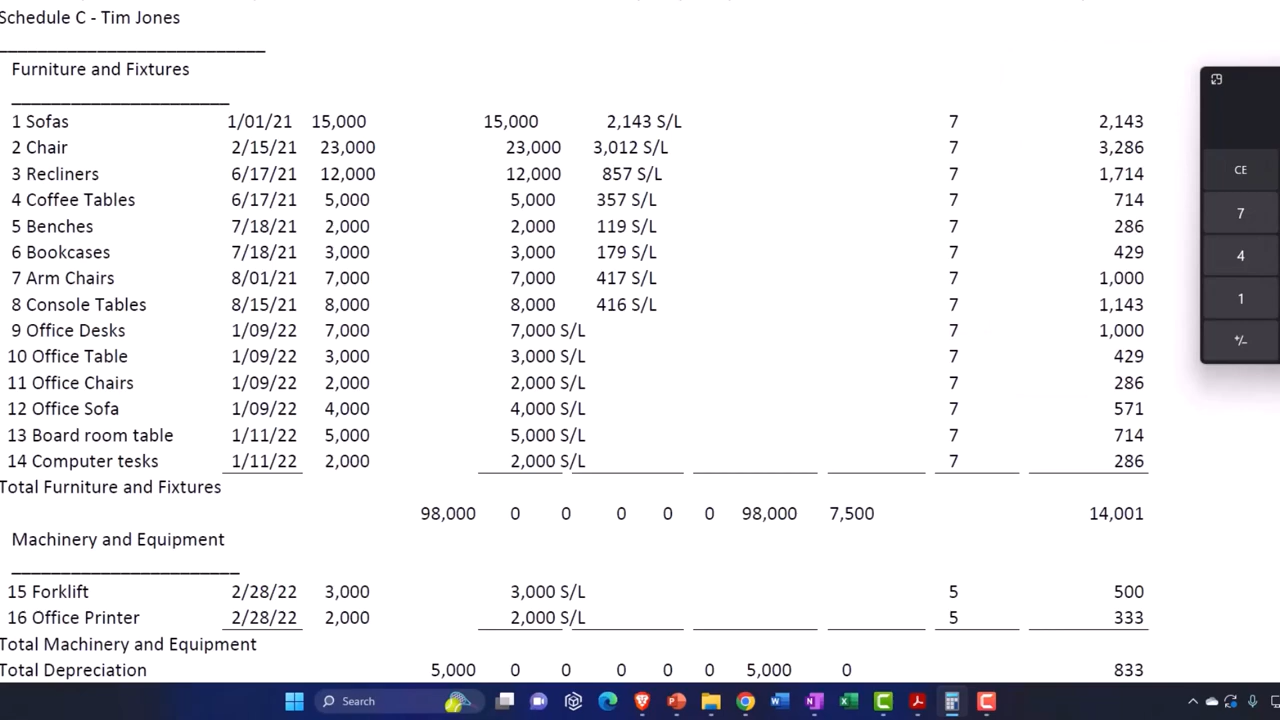 Schedule C - Tim Jones
Furniture and Fixtures
1 Sofas 1/01/21 15,000 15,000 2,143 S/L 7 2,143
2 Chair 2/15/21 23,000 23,000 3,012 S/L 7 3,286
3 Recliners 6/17/21 12,000 12,000 857 S/L 7 1,714
4 Coffee Tables 6/17/21 5,000 5,000 357 S/L 7 714
5 Benches 7/18/21 2,000 2,000 119 S/L 7 286
6 Bookcases 7/18/21 3,000 3,000 179 S/L 7 429
7 Arm Chairs 8/01/21 7,000 7,000 417 S/L 7 1,000
8 Console Tables 8/15/21 8,000 8,000 416 S/L 7 1,143
9 Office Desks 1/09/22 7,000 7,000 S/L 7 1,000
10 Office Table 1/09/22 3,000 3,000 S/L 7 429
11 Office Chairs 1/09/22 2,000 2,000 S/L 7 286
12 Office Sofa 1/09/22 4,000 4,000 S/L 7 571
13 Board room table 1/11/22 5,000 5,000 S/L 7 714
14 Computer tesks 1/11/22 2,000 2,000 S/L 7 286
Total Furniture and Fixtures
98,000 0 0 0 0 0 98,000 7,500 14,001
Machinery and Equipment
15 Forklift 2/28/22 3,000 3,000 S/L 5 500
16 Office Printer 2/28/22 2,000 2,000 S/L 5 333
Total Machinery and Equipment
Total Depreciation 5,000 0 0 0 0 0 5,000 0 833
CE
7
4
1
+/-
Search